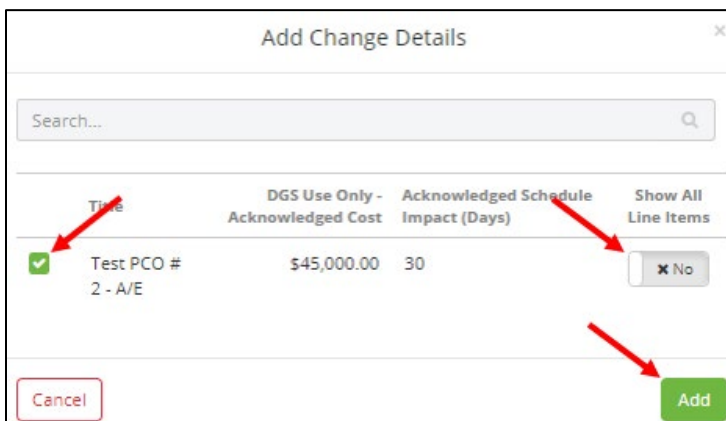 Add Change Details
×
Search...
Title
DGS Use Only -
Acknowledged Cost
Acknowledged Schedule
Impact (Days)
Show All
Line Items
Test PCO #
2 - A/E
$45,000.00
30
✖ No
Cancel
Add